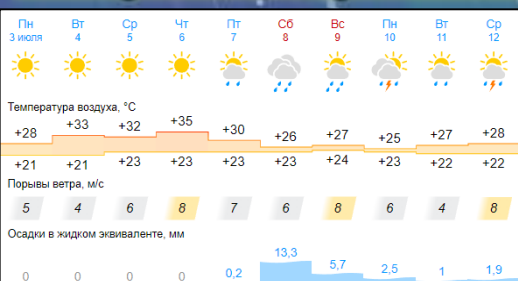 Пн Вт Ср Чт Пт Сб Вс Пн Вт Ср
3 июля 4 5 6 7 8 9 10 11 12
Температура воздуха, °C
+28 +33 +32 +35 +30 +26 +27 +25 +27 +28
+21 +21 +23 +23 +23 +23 +24 +23 +22 +22
Порывы ветра, м/с
5 4 6 8 7 6 8 6 4 8
Осадки в жидком эквиваленте, мм
0 0 0 0 0,2 13,3 5,7 2,5 1 1,9